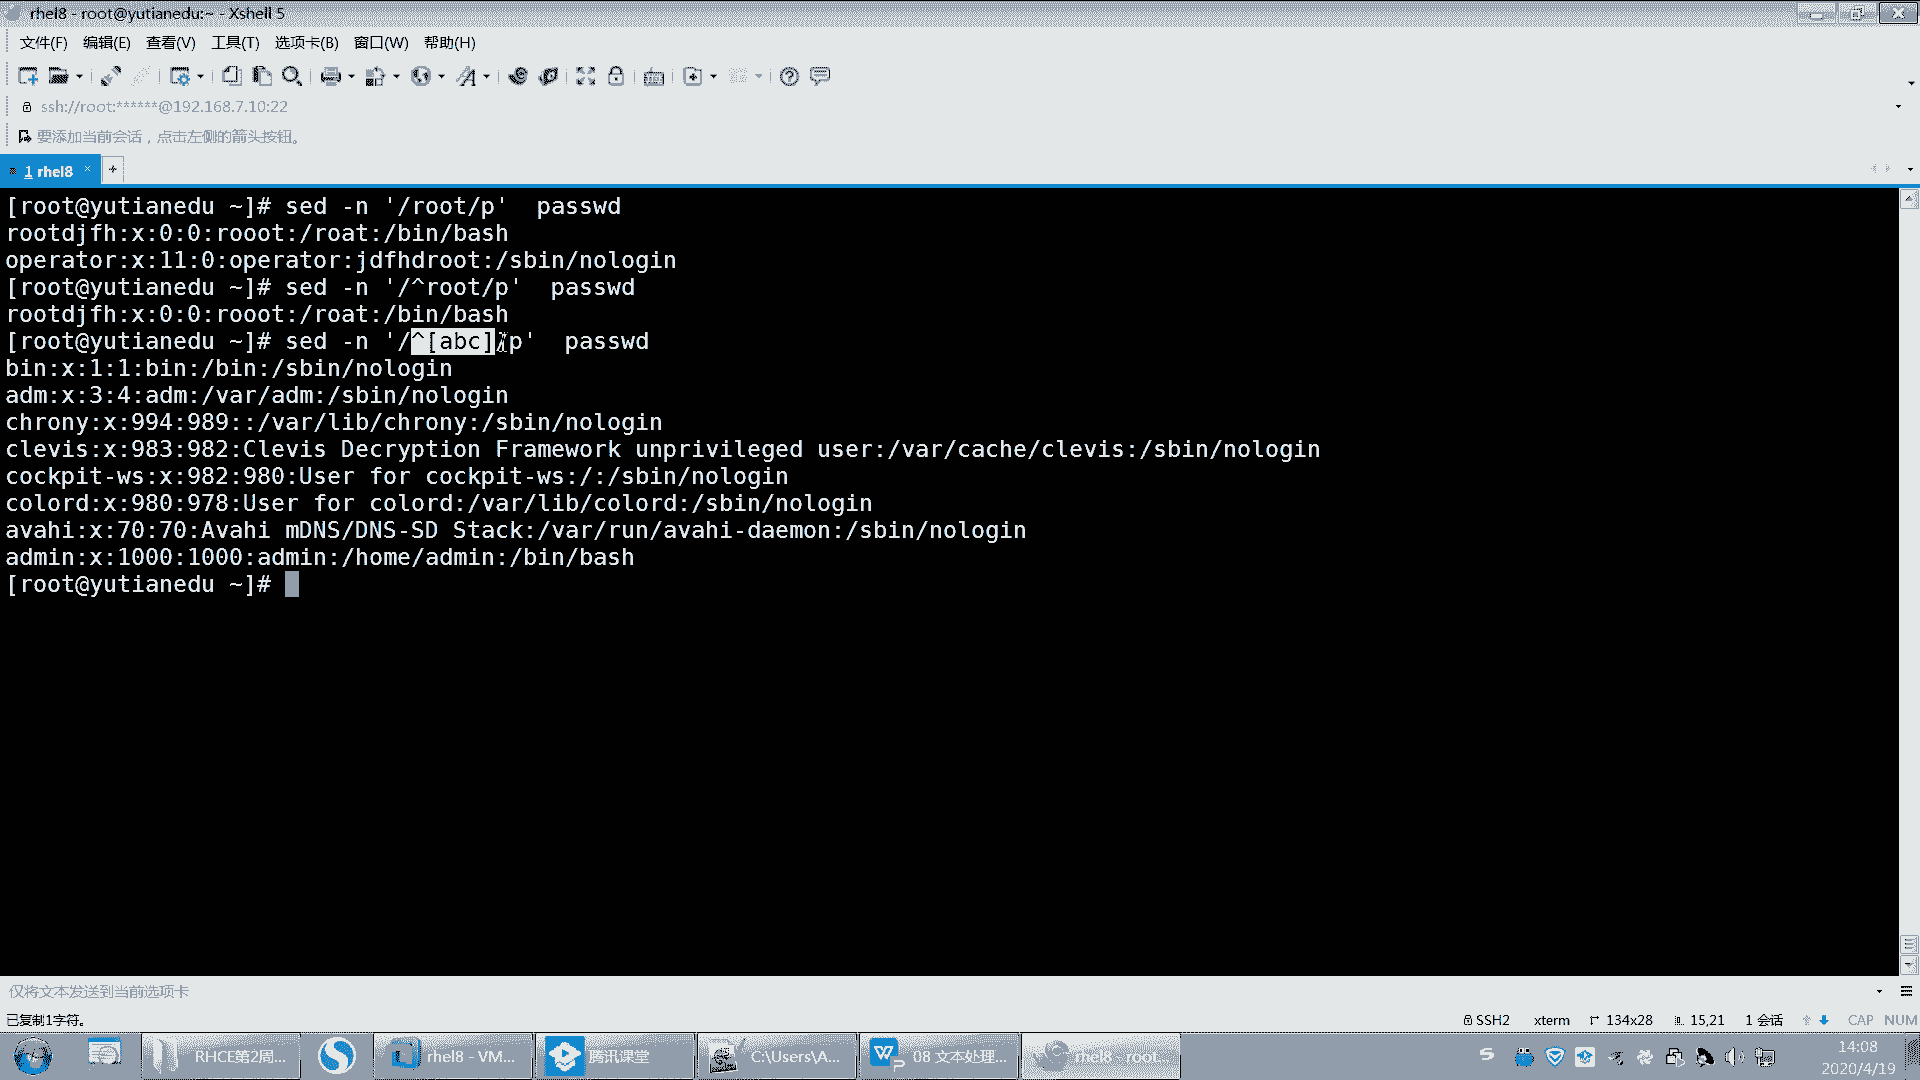 rhel8 - root@yutianedu:~ - Xshell 5
文件(F) 编辑(E) 查看(V) 工具(T) 选项卡(B) 窗口(W) 帮助(H)
ssh://root:******@192.168.7.10:22
要添加当前会话，点击左侧的箭头按钮。
1 rhel8
[root@yutianedu ~]# sed -n '/root/p'  passwd
rootdjfh:x:0:0:rooot:/roat:/bin/bash
operator:x:11:0:operator:jdfhdroot:/sbin/nologin
[root@yutianedu ~]# sed -n '/^root/p'  passwd
rootdjfh:x:0:0:rooot:/roat:/bin/bash
[root@yutianedu ~]# sed -n '/^[abc]/p'  passwd
bin:x:1:1:bin:/bin:/sbin/nologin
adm:x:3:4:adm:/var/adm:/sbin/nologin
chrony:x:994:989::/var/lib/chrony:/sbin/nologin
clevis:x:983:982:Clevis Decryption Framework unprivileged user:/var/cache/clevis:/sbin/nologin
cockpit-ws:x:982:980:User for cockpit-ws:/:/sbin/nologin
colord:x:980:978:User for colord:/var/lib/colord:/sbin/nologin
avahi:x:70:70:Avahi mDNS/DNS-SD Stack:/var/run/avahi-daemon:/sbin/nologin
admin:x:1000:1000:admin:/home/admin:/bin/bash
[root@yutianedu ~]#
仅将文本发送到当前选项卡
已复制1字符。 SSH2 xterm 134x28 15,21 1 会话 CAP NUM
RHCE第2周... rhel8 - VM... 腾讯课堂 C:\Users\A... 08 文本处理... rhel8 - root... 14:08
2020/4/19